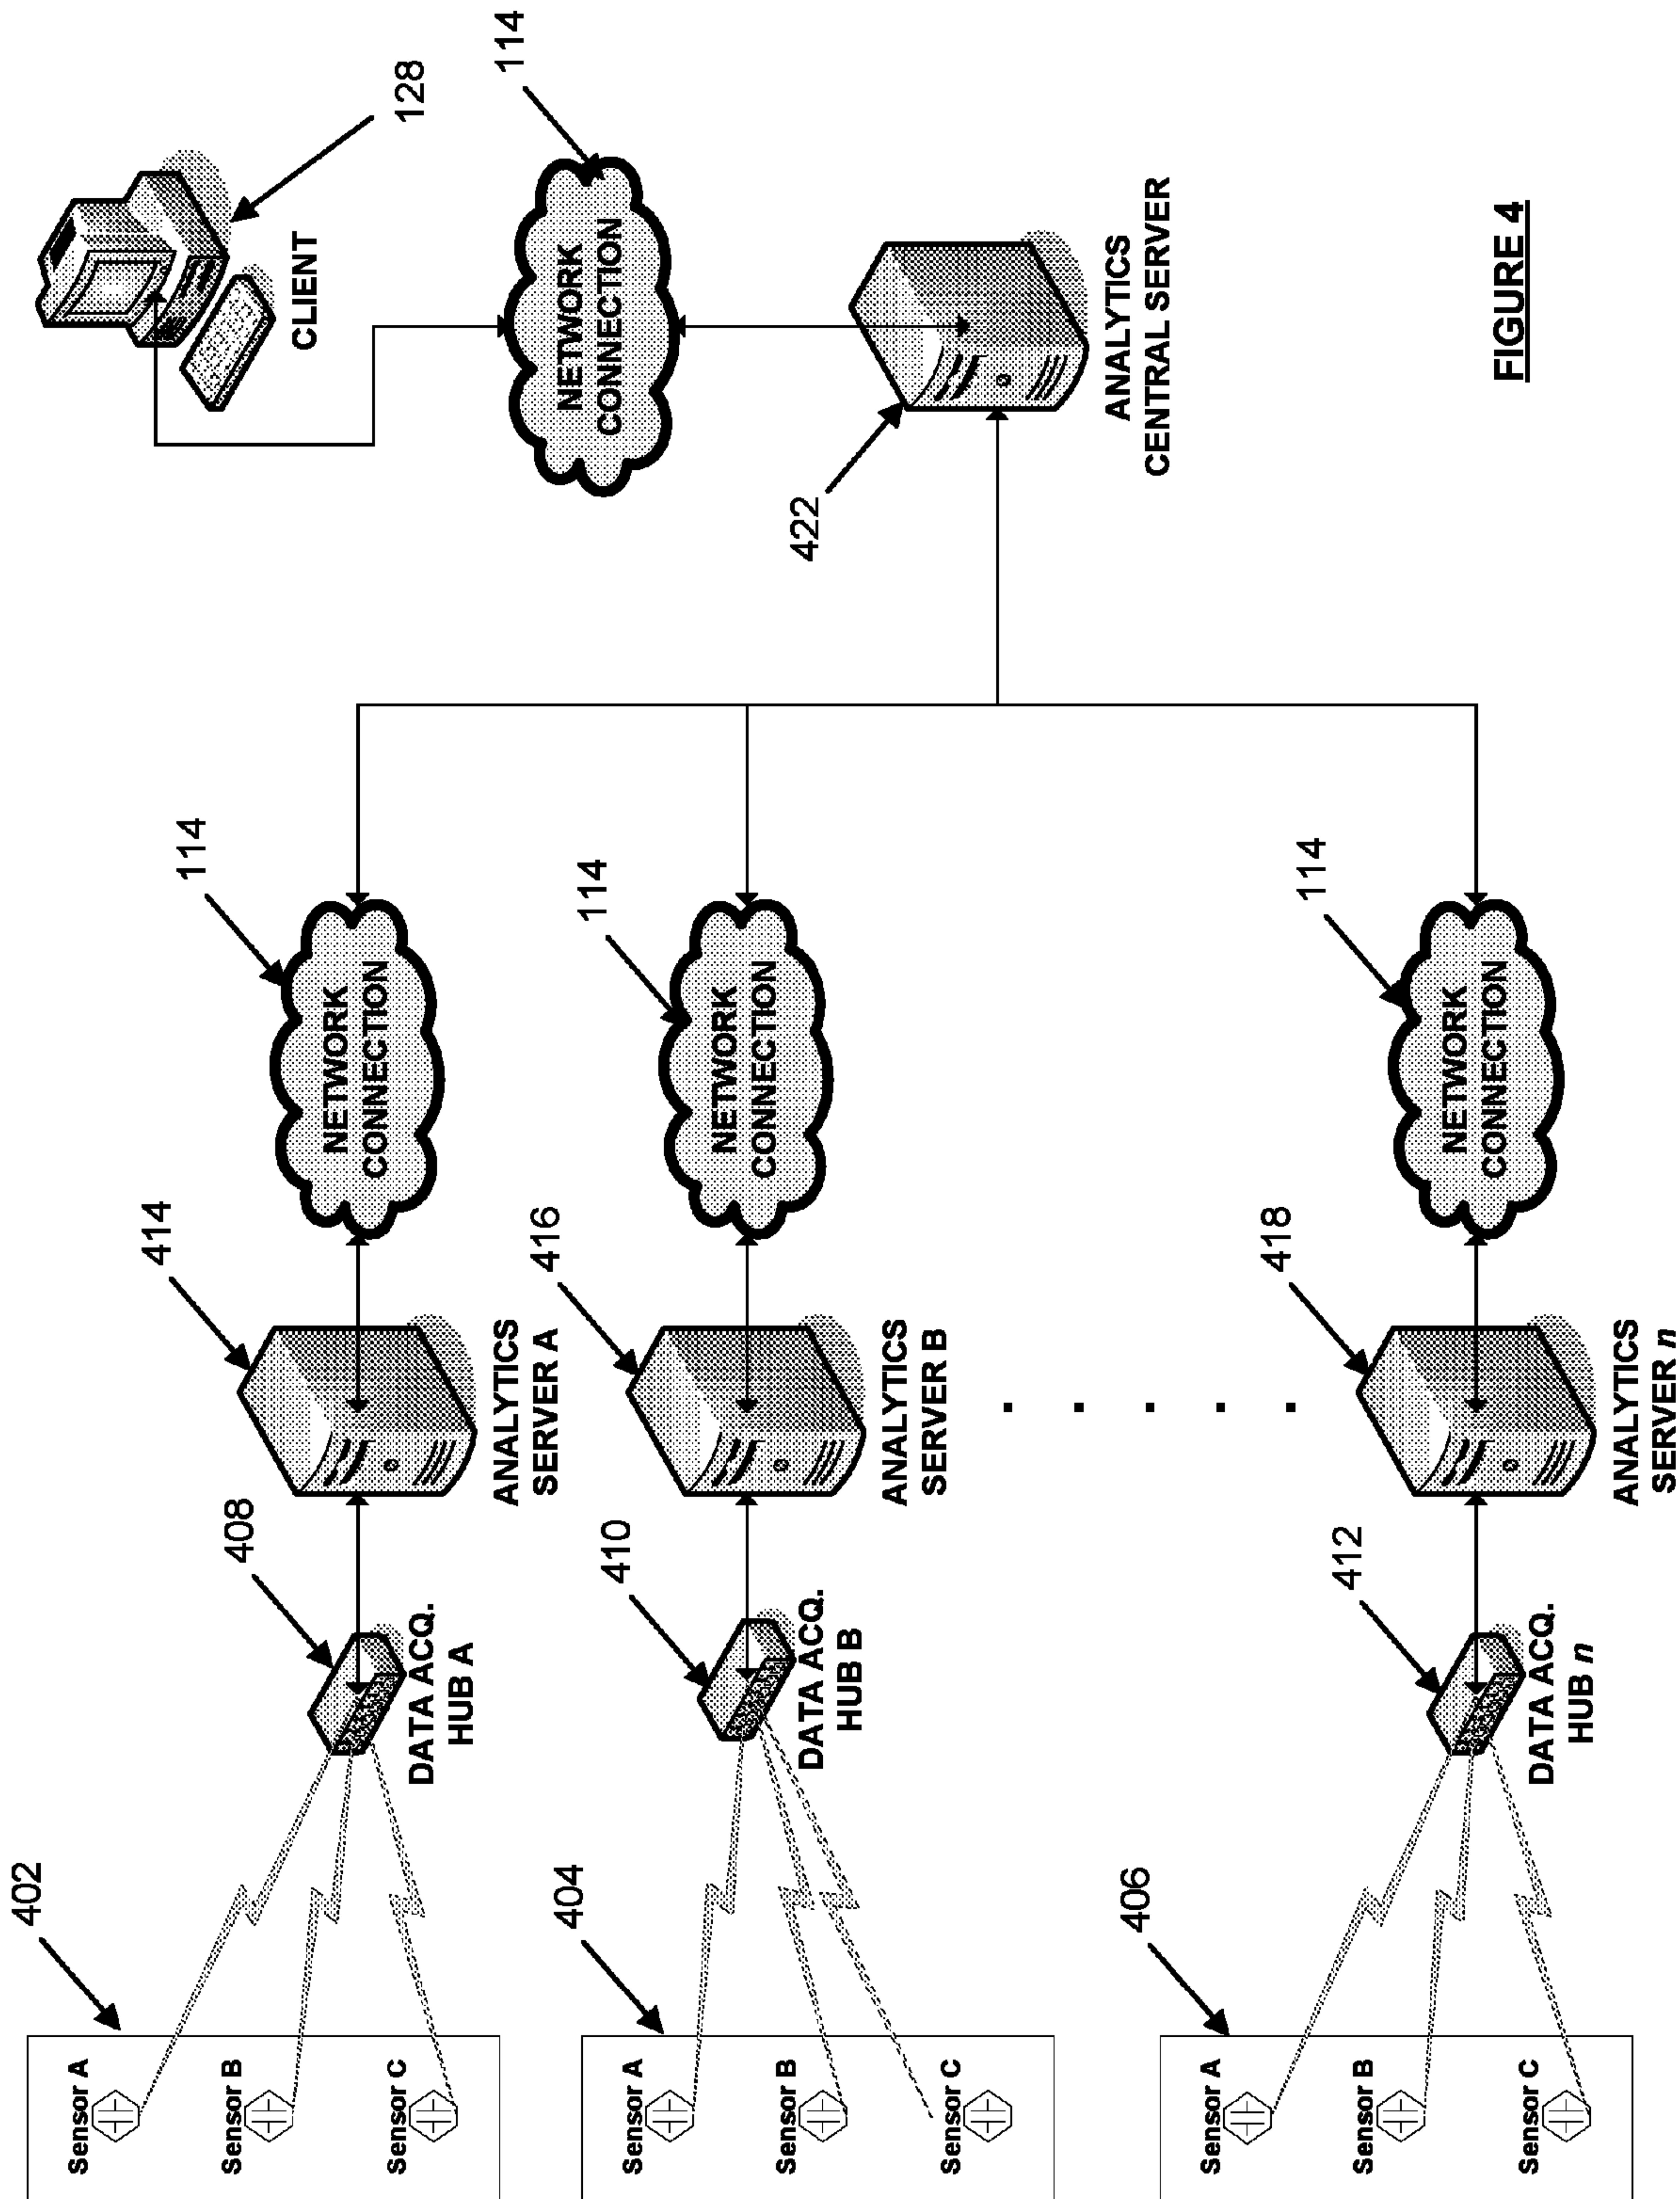 402
Sensor A
Sensor B
Sensor C
408
DATA ACQ.
HUB A
414
ANALYTICS
SERVER A
114
NETWORK
CONNECTION
404
Sensor A
Sensor B
Sensor C
410
DATA ACQ.
HUB B
416
ANALYTICS
SERVER B
114
NETWORK
CONNECTION
. . . . .
406
Sensor A
Sensor B
Sensor C
412
DATA ACQ.
HUB n
418
ANALYTICS
SERVER n
114
NETWORK
CONNECTION
128
CLIENT
114
NETWORK
CONNECTION
422
ANALYTICS
CENTRAL SERVER
FIGURE 4